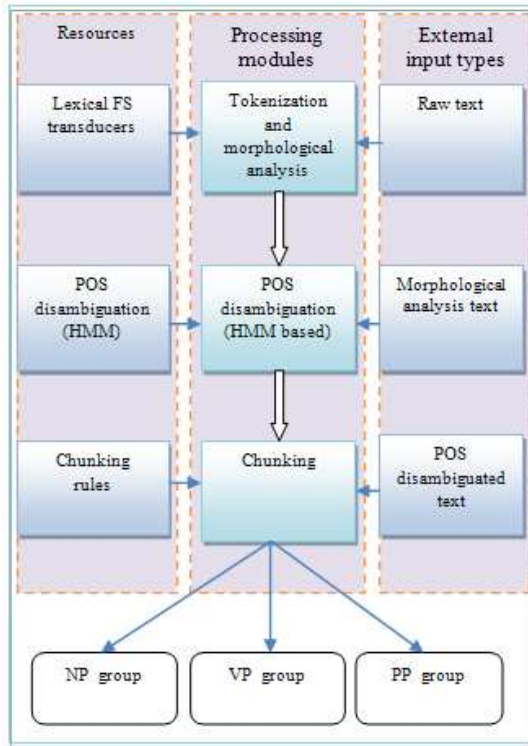 Resources
Processing
modules
External
input types
Lexical FS
transducers
Tokenization
and
morphological
analysis
Raw text
POS
disambiguation
(HMM)
POS
disambiguation
(HMM based)
Morphological
analysis text
Chunking
rules
Chunking
POS
disambiguated
text
NP group
VP group
PP group